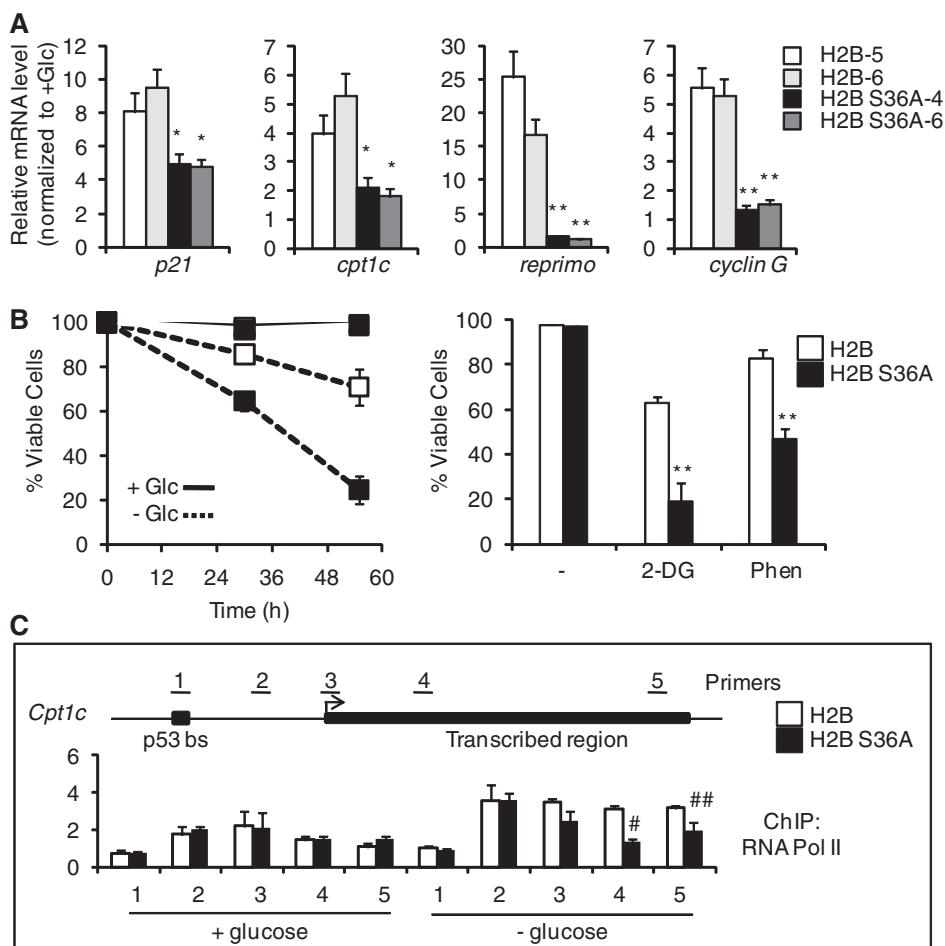 A
Relative mRNA level
(normalized to +Glc)
12
10
8
6
4
2
0
* *
p21
7
6
5
4
3
2
1
0
* *
cpt1c
30
25
20
15
10
5
0
** **
reprimo
7
6
5
4
3
2
1
0
** **
cyclin G
H2B-5
H2B-6
H2B S36A-4
H2B S36A-6
B
% Viable Cells
100
80
60
40
20
0
+ Glc
- Glc
0 12 24 36 48 60
Time (h)
% Viable Cells
100
80
60
40
20
0
** **
- 2-DG Phen
H2B
H2B S36A
C
1 2 3 4 5 Primers
Cpt1c
p53 bs Transcribed region
H2B
H2B S36A
6
4
2
0
# ##
ChIP:
RNA Pol II
1 2 3 4 5 1 2 3 4 5
+ glucose - glucose